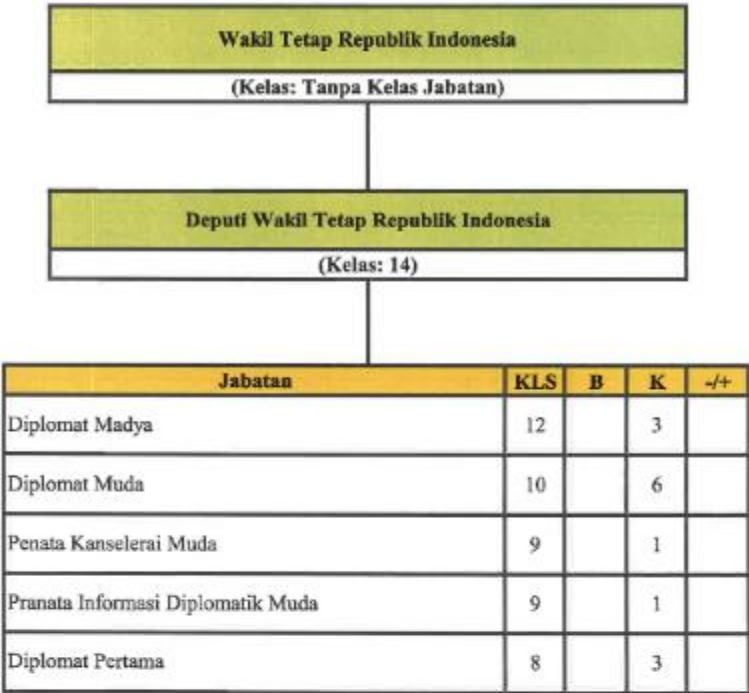 Wakil Tetap Republik Indonesia
(Kelas: Tanpa Kelas Jabatan)
Deputi Wakil Tetap Republik Indonesia
(Kelas: 14)
Jabatan KLS B K -/+
Diplomat Madya 12 3
Diplomat Muda 10 6
Penata Kanselerai Muda 9 1
Pranata Informasi Diplomatik Muda 9 1
Diplomat Pertama 8 3